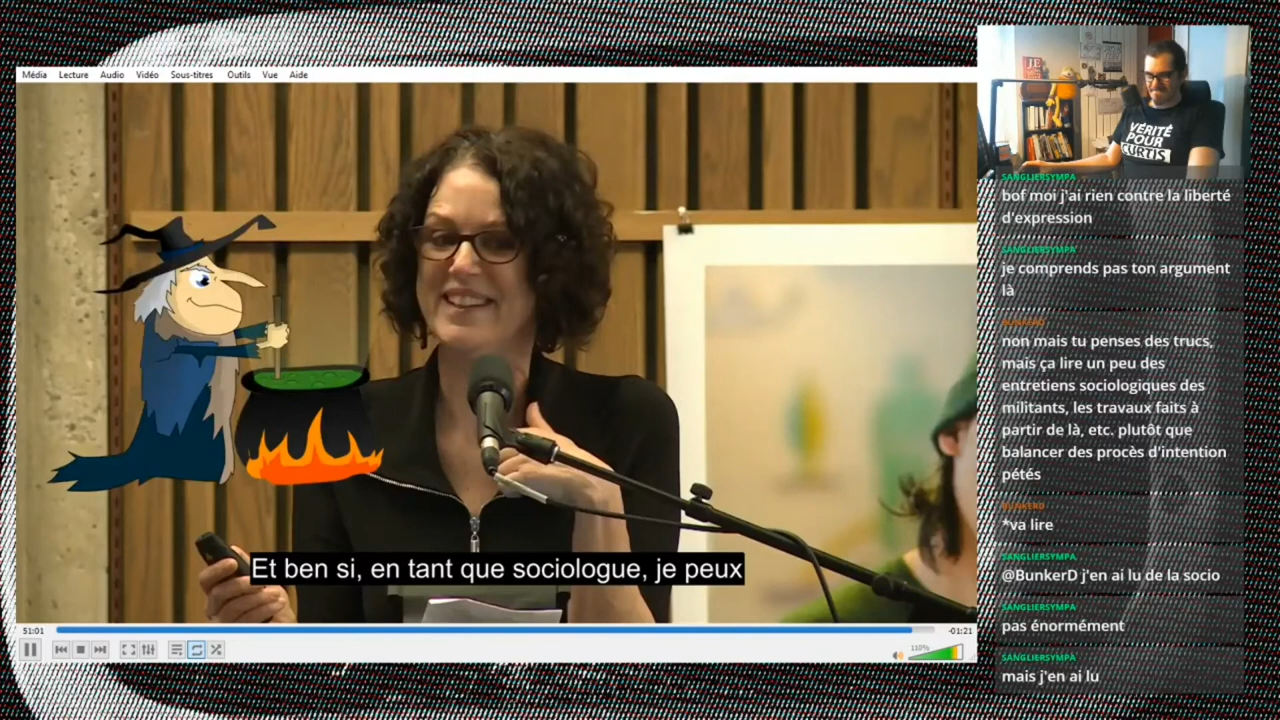 Média Lecture Audio Vidéo Sous-titres Outils Vue Aide
Et ben si, en tant que sociologue, je peux
51:01
-01:21
110%
JE
VÉRITÉ
POUR
CURTIS
SANGLIERSYMPA
bof moi j'ai rien contre la liberté
d'expression
SANGLIERSYMPA
je comprends pas ton argument
là
BUNKERD
non mais tu penses des trucs,
mais ça lire un peu des
entretiens sociologiques des
militants, les travaux faits à
partir de là, etc. plutôt que
balancer des procès d'intention
pétés
BUNKERD
*va lire
SANGLIERSYMPA
@BunkerD j'en ai lu de la socio
SANGLIERSYMPA
pas énormément
SANGLIERSYMPA
mais j'en ai lu